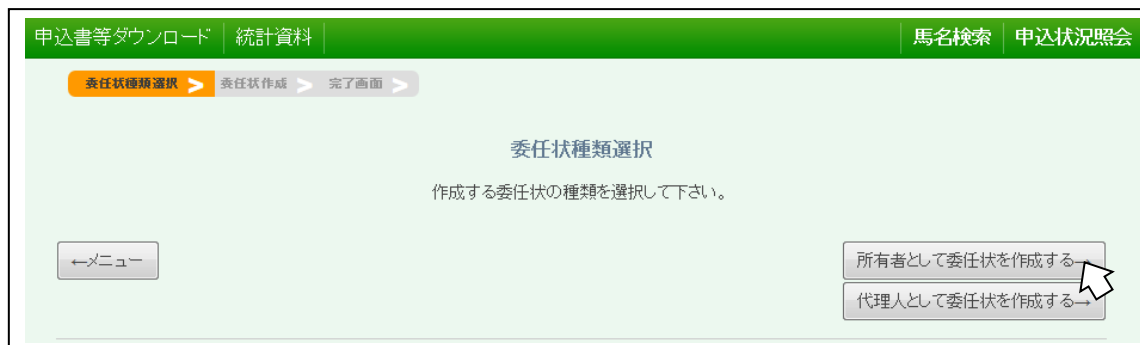 申込書等ダウンロード 統計資料 馬名検索 申込状況照会
委任状種類選択 > 委任状作成 > 完了画面 >
委任状種類選択
作成する委任状の種類を選択して下さい。
←メニュー 所有者として委任状を作成する→
代理人として委任状を作成する→